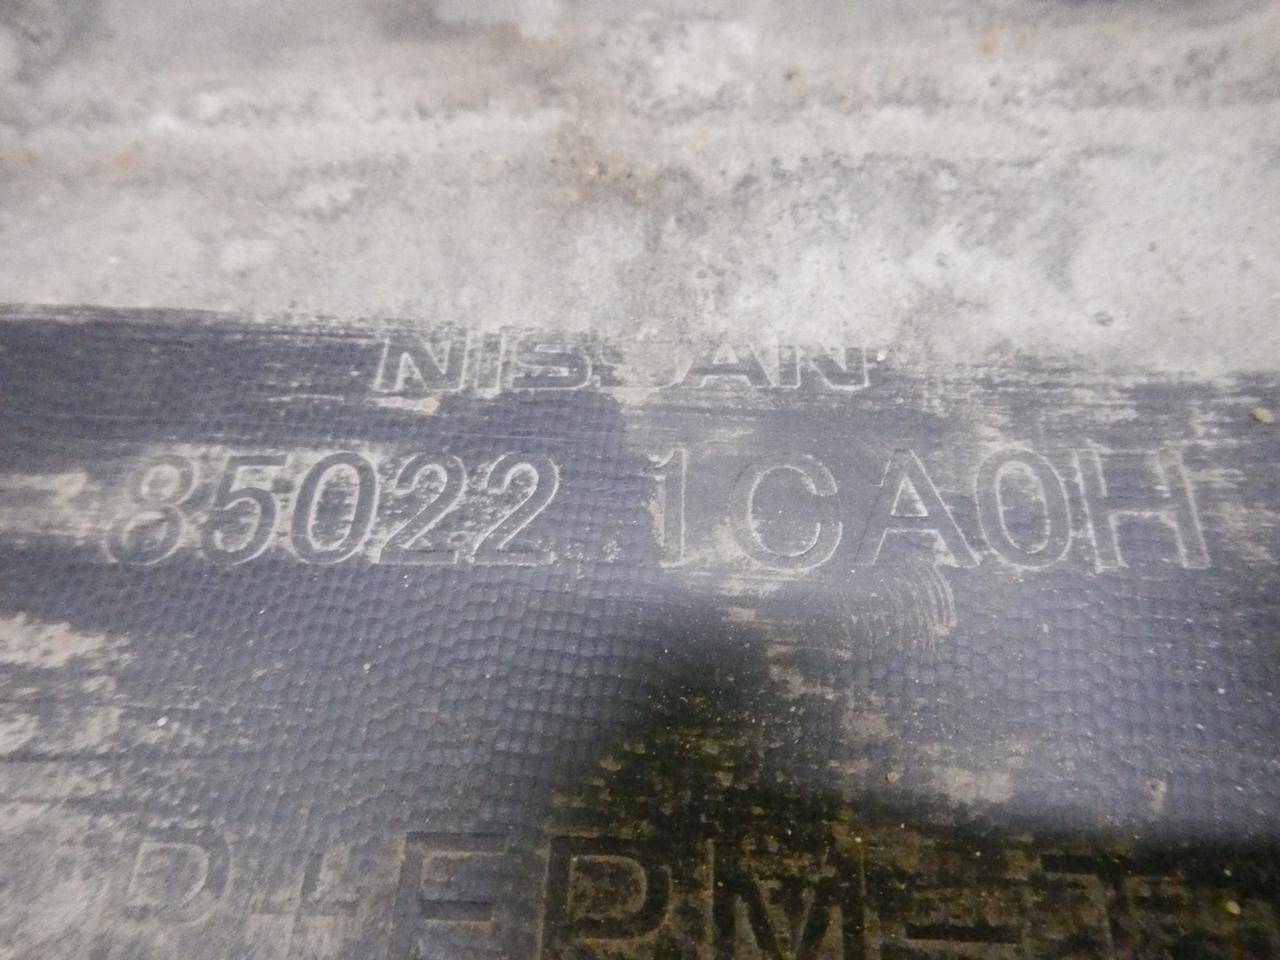 NISSAN
85022 1CA0H
P/E-P/M-T